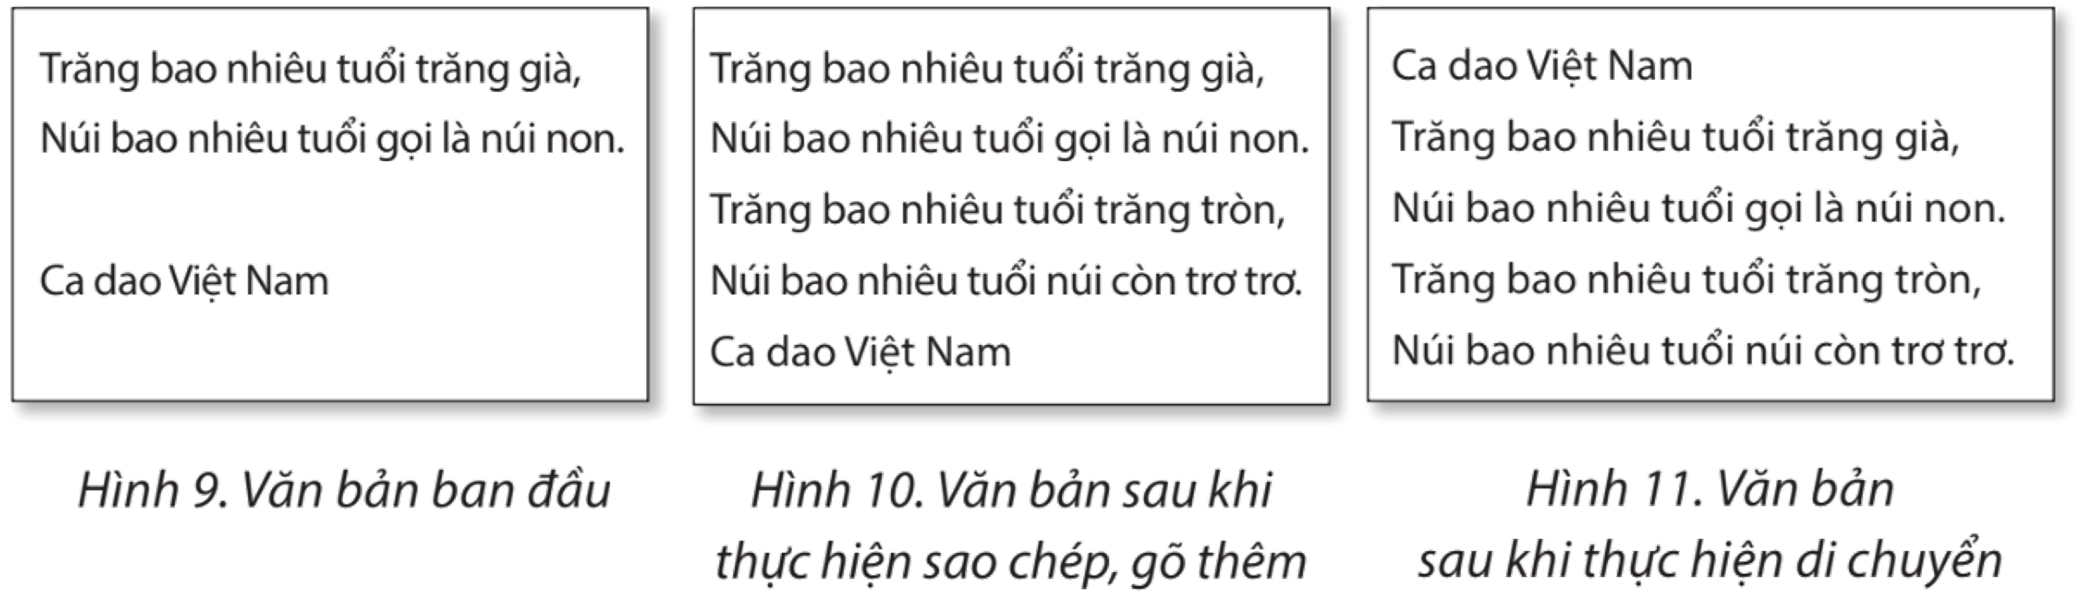 Trăng bao nhiêu tuổi trăng già,
Núi bao nhiêu tuổi gọi là núi non.
Ca dao Việt Nam
Hình 9. Văn bản ban đầu
Trăng bao nhiêu tuổi trăng già,
Núi bao nhiêu tuổi gọi là núi non.
Trăng bao nhiêu tuổi trăng tròn,
Núi bao nhiêu tuổi núi còn trơ trơ.
Ca dao Việt Nam
Hình 10. Văn bản sau khi
thực hiện sao chép, gõ thêm
Ca dao Việt Nam
Trăng bao nhiêu tuổi trăng già,
Núi bao nhiêu tuổi gọi là núi non.
Trăng bao nhiêu tuổi trăng tròn,
Núi bao nhiêu tuổi núi còn trơ trơ.
Hình 11. Văn bản
sau khi thực hiện di chuyển